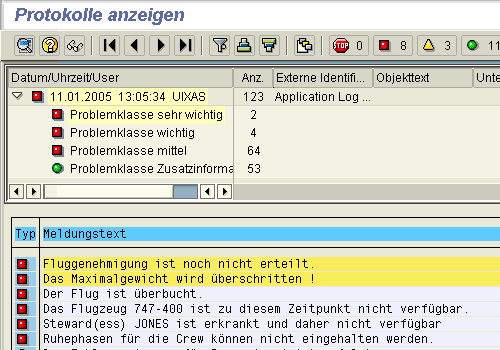 Protokolle anzeigen
STOP 0 8 3 11
Datum/Uhrzeit/User Anz. Externe Identifi... Objekttext Unte
11.01.2005 13:05:34 UIXAS 123 Application Log ...
Problemklasse sehr wichtig 2
Problemklasse wichtig 4
Problemklasse mittel 64
Problemklasse Zusatzinforma 53
Typ Meldungstext
Fluggenehmigung ist noch nicht erteilt.
Das Maximalgewicht wird überschritten !
Der Flug ist überbucht.
Das Flugzeug 747-400 ist zu diesem Zeitpunkt nicht verfügbar.
Steward(ess) JONES ist erkrankt und daher nicht verfügbar
Ruhephasen für die Crew können nicht eingehalten werden.